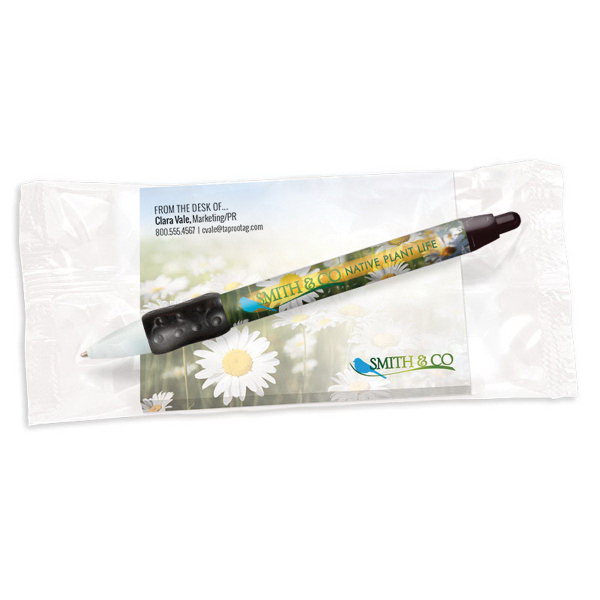 FROM THE DESK OF...
Clara Vale, Marketing/PR
800.555.4567 | cvale@taprootag.com
SMITH & CO NATIVE PLANT LIFE
SMITH & CO